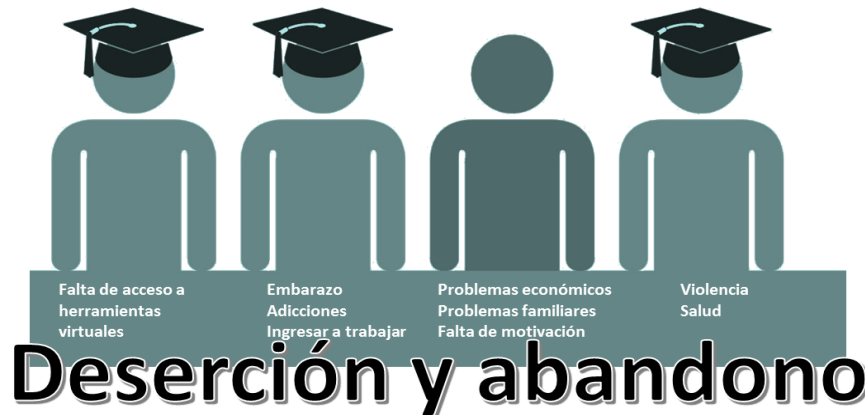 Falta de acceso a
herramientas
virtuales
Embarazo
Adicciones
Ingresar a trabajar
Problemas económicos
Problemas familiares
Falta de motivación
Violencia
Salud
Deserción y abandono